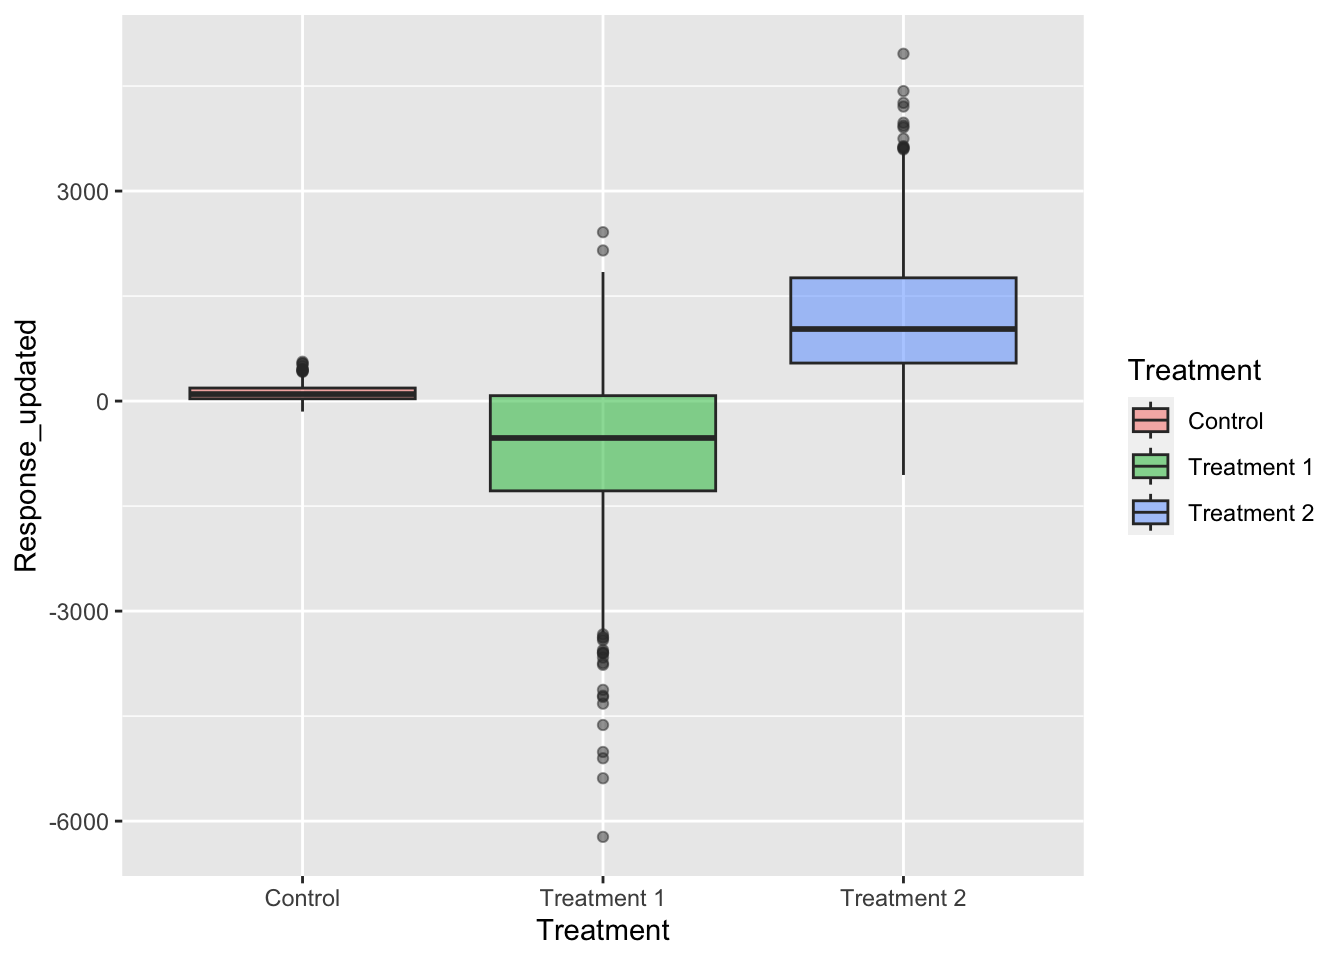 Response_updated
3000
0
-3000
-6000
Control
Treatment 1
Treatment 2
Treatment
Treatment
Control
Treatment 1
Treatment 2